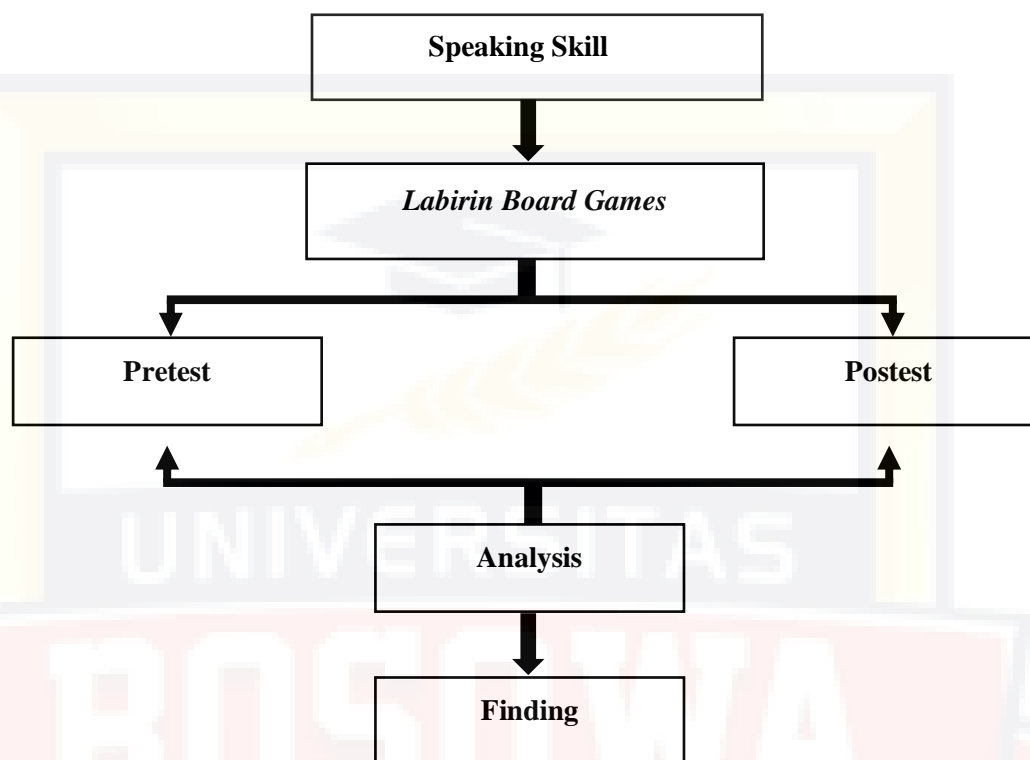 Speaking Skill
Labirin Board Games
Pretest
Postest
UNIVERSITAS
Analysis
BOSOWA
Finding